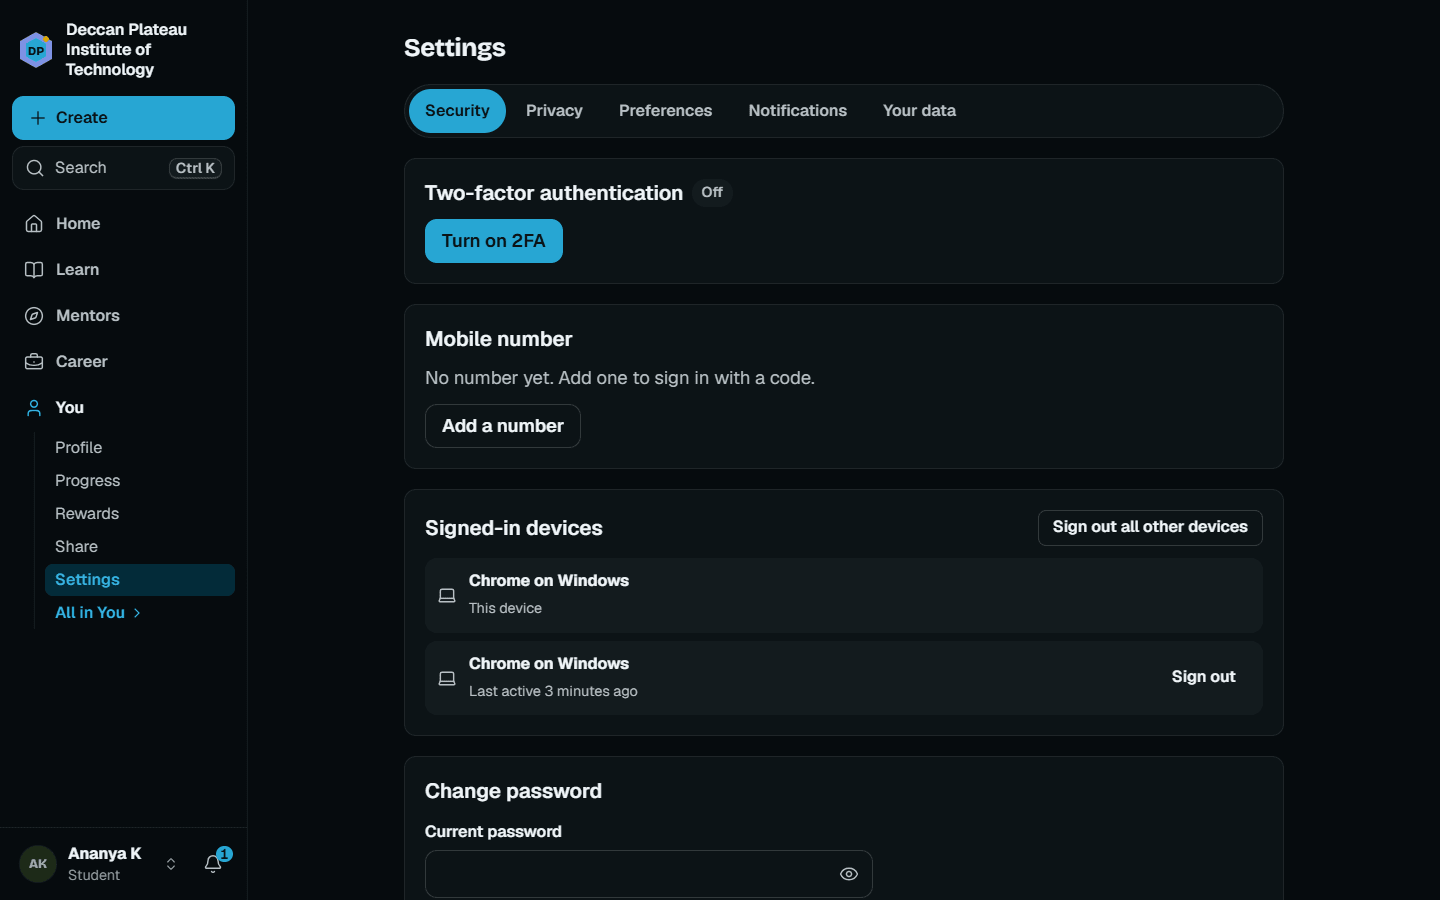 DP
Deccan Plateau
Institute of
Technology
Create
Search
Ctrl K
Home
Learn
Mentors
Career
You
Profile
Progress
Rewards
Share
Settings
All in You
AK
Ananya K
Student
1
Settings
Security
Privacy
Preferences
Notifications
Your data
Two-factor authentication
Off
Turn on 2FA
Mobile number
No number yet. Add one to sign in with a code.
Add a number
Signed-in devices
Sign out all other devices
Chrome on Windows
This device
Chrome on Windows
Last active 3 minutes ago
Sign out
Change password
Current password